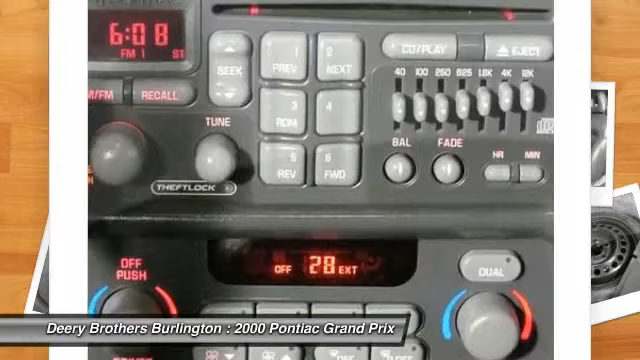 6:08
FM 1 ST
SEEK
1 PREV
2 NEXT
CD/PLAY
EJECT
40 100 250 625 1.6K 4K 12K
AM/FM
RECALL
3 RDM
4
TUNE
BAL
FADE
HR
MIN
5 REV
6 FWD
THEFTLOCK
OFF
PUSH
OFF 28 EXT
DUAL
Deery Brothers Burlington : 2000 Pontiac Grand Prix